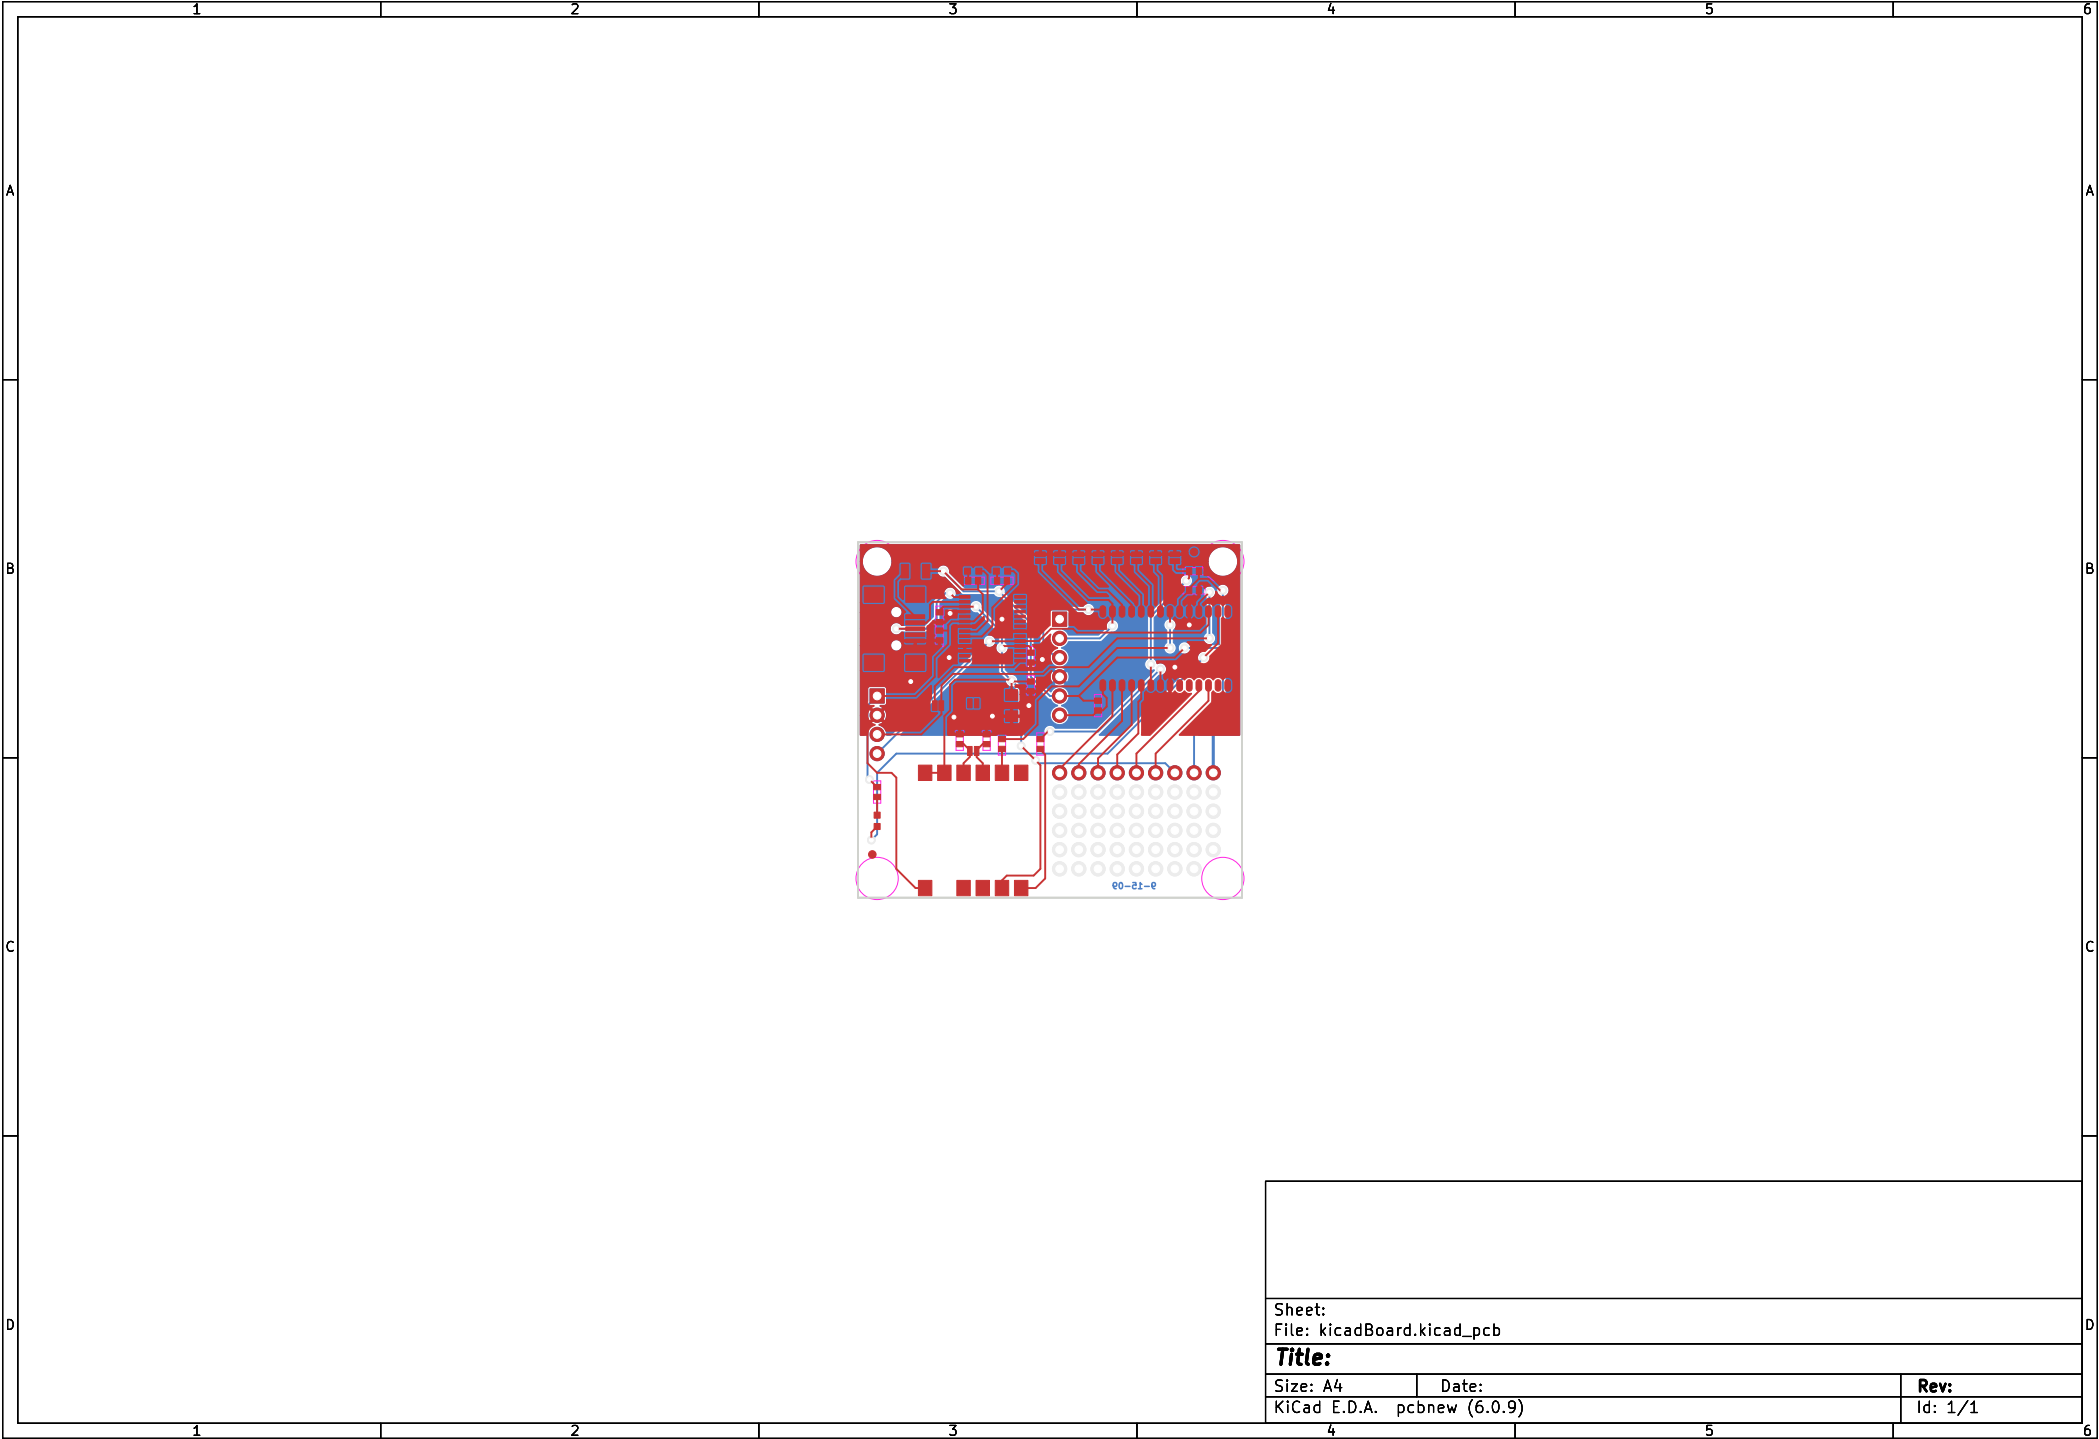 1 2 3 4 5 6
A A
B B
9-15-09
C C
Sheet:
File: kicadBoard.kicad_pcb
D D
Title:
Size: A4 Date: Rev:
KiCad E.D.A. pcbnew (6.0.9) Id: 1/1
1 2 3 4 5 6